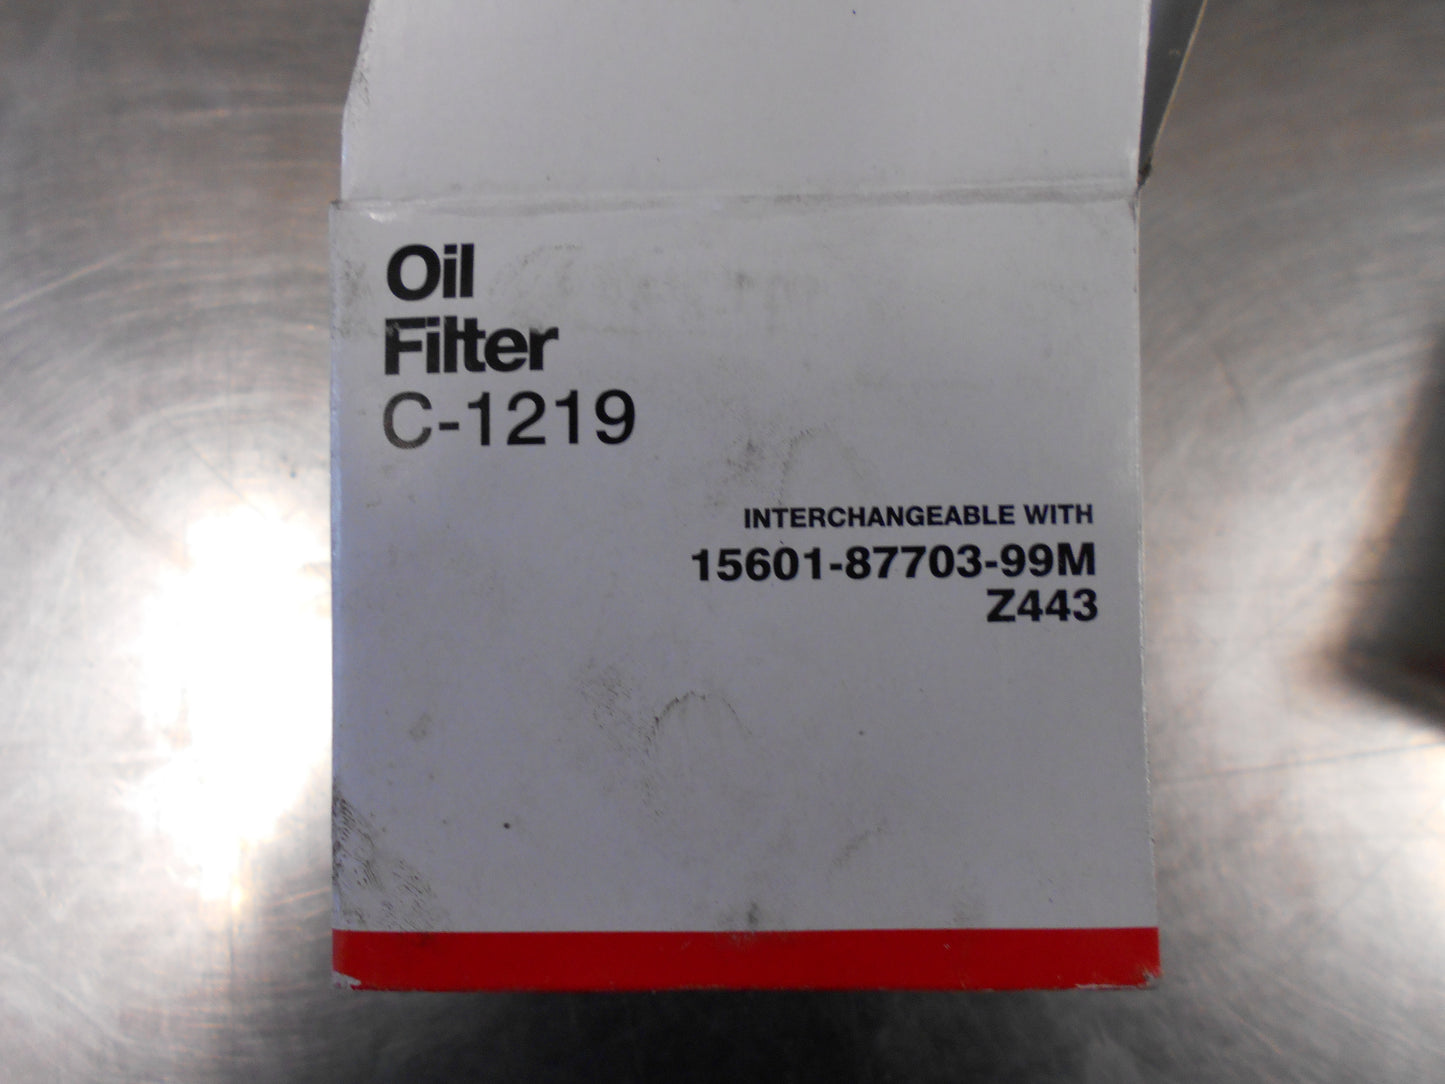 Oil
Filter
C-1219
INTERCHANGEABLE WITH
15601-87703-99M
Z443